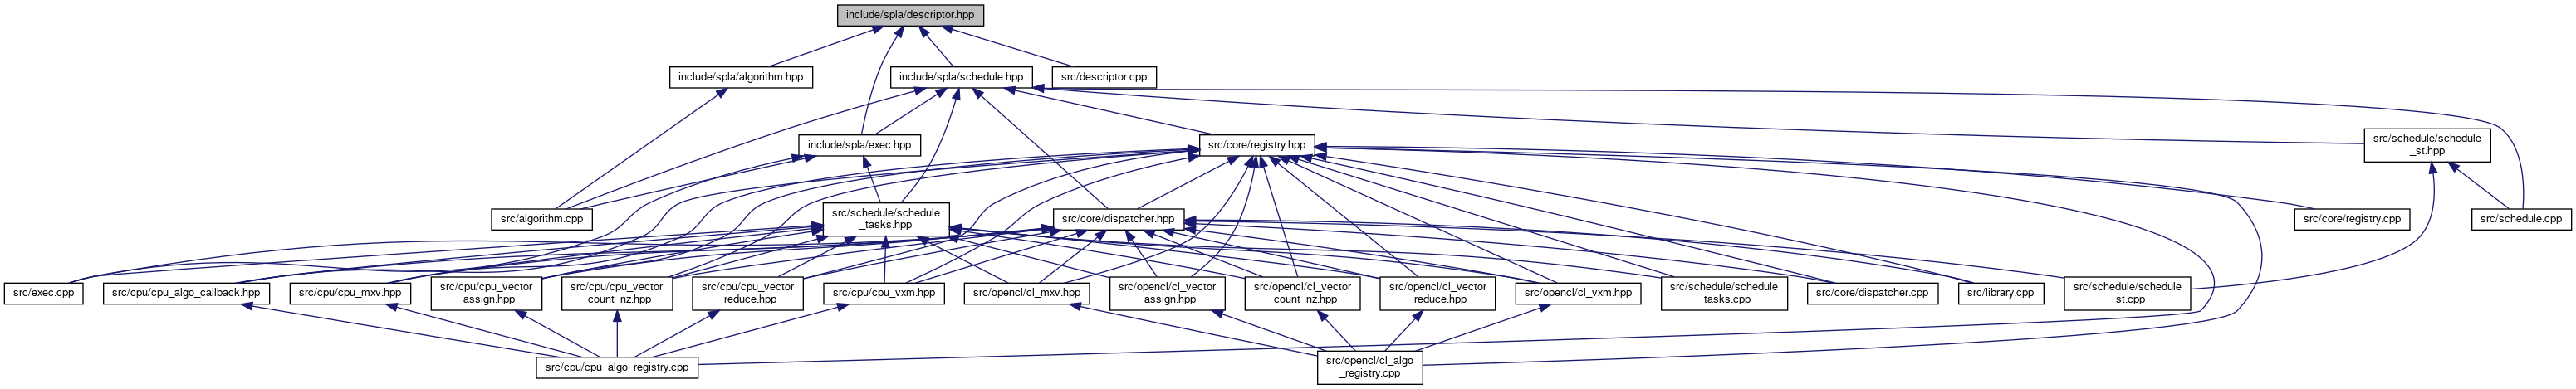 include/spla/descriptor.hpp
include/spla/algorithm.hpp
include/spla/schedule.hpp
src/descriptor.cpp
include/spla/exec.hpp
src/core/registry.hpp
src/schedule/schedule
_st.hpp
src/algorithm.cpp
src/schedule/schedule
_tasks.hpp
src/core/dispatcher.hpp
src/core/registry.cpp
src/schedule.cpp
src/exec.cpp
src/cpu/cpu_algo_callback.hpp
src/cpu/cpu_mxv.hpp
src/cpu/cpu_vector
_assign.hpp
src/cpu/cpu_vector
_count_nz.hpp
src/cpu/cpu_vector
_reduce.hpp
src/cpu/cpu_vxm.hpp
src/opencl/cl_mxv.hpp
src/opencl/cl_vector
_assign.hpp
src/opencl/cl_vector
_count_nz.hpp
src/opencl/cl_vector
_reduce.hpp
src/opencl/cl_vxm.hpp
src/schedule/schedule
_tasks.cpp
src/core/dispatcher.cpp
src/library.cpp
src/schedule/schedule
_st.cpp
src/cpu/cpu_algo_registry.cpp
src/opencl/cl_algo
_registry.cpp